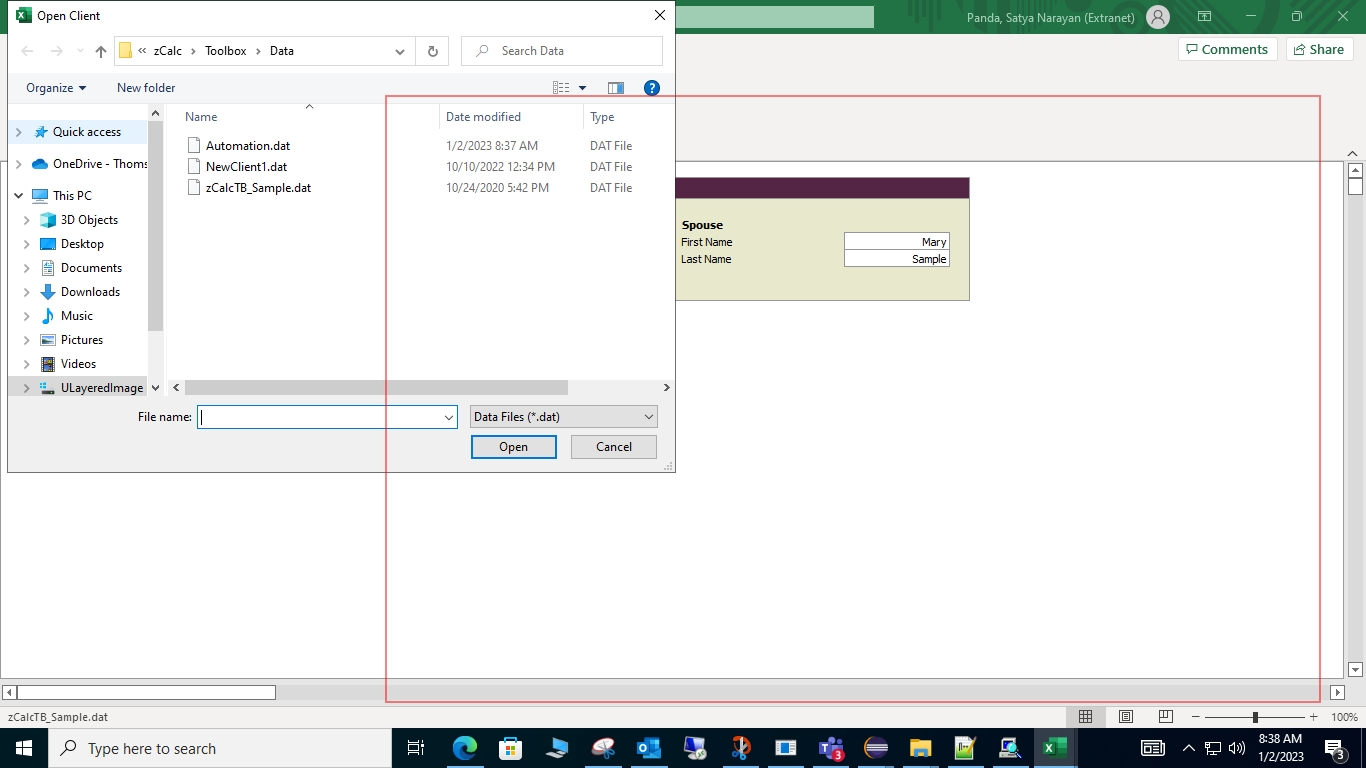 Open Client
Panda, Satya Narayan (Extranet)
« zCalc > Toolbox > Data
Search Data
Comments
Share
Organize
New folder
Name
Date modified
Type
Quick access
OneDrive - Thoms
This PC
3D Objects
Desktop
Documents
Downloads
Music
Pictures
Videos
ULayeredImage
Automation.dat 1/2/2023 8:37 AM DAT File
NewClient1.dat 10/10/2022 12:34 PM DAT File
zCalcTB_Sample.dat 10/24/2020 5:42 PM DAT File
Spouse
First Name Mary
Last Name Sample
File name:
Data Files (*.dat)
Open
Cancel
zCalcTB_Sample.dat
100%
Type here to search
3
8:38 AM
1/2/2023
3